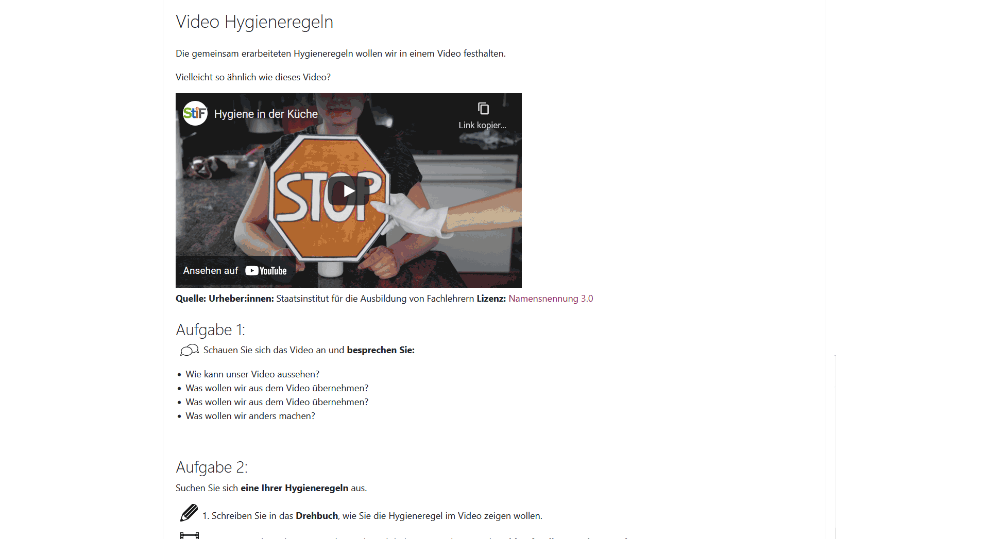 Video Hygieneregeln
Die gemeinsam erarbeiteten Hygieneregeln wollen wir in einem Video festhalten.
Vielleicht so ähnlich wie dieses Video?
StiF Hygiene in der Küche
Link kopier...
STOP
Ansehen auf YouTube
Quelle: Urheber:innen: Staatsinstitut für die Ausbildung von Fachlehrern Lizenz: Namensnennung 3.0
Aufgabe 1:
Schauen Sie sich das Video an und besprechen Sie:
• Wie kann unser Video aussehen?
• Was wollen wir aus dem Video übernehmen?
• Was wollen wir aus dem Video übernehmen?
• Was wollen wir anders machen?
Aufgabe 2:
Suchen Sie sich eine Ihrer Hygieneregeln aus.
1. Schreiben Sie in das Drehbuch, wie Sie die Hygieneregel im Video zeigen wollen.